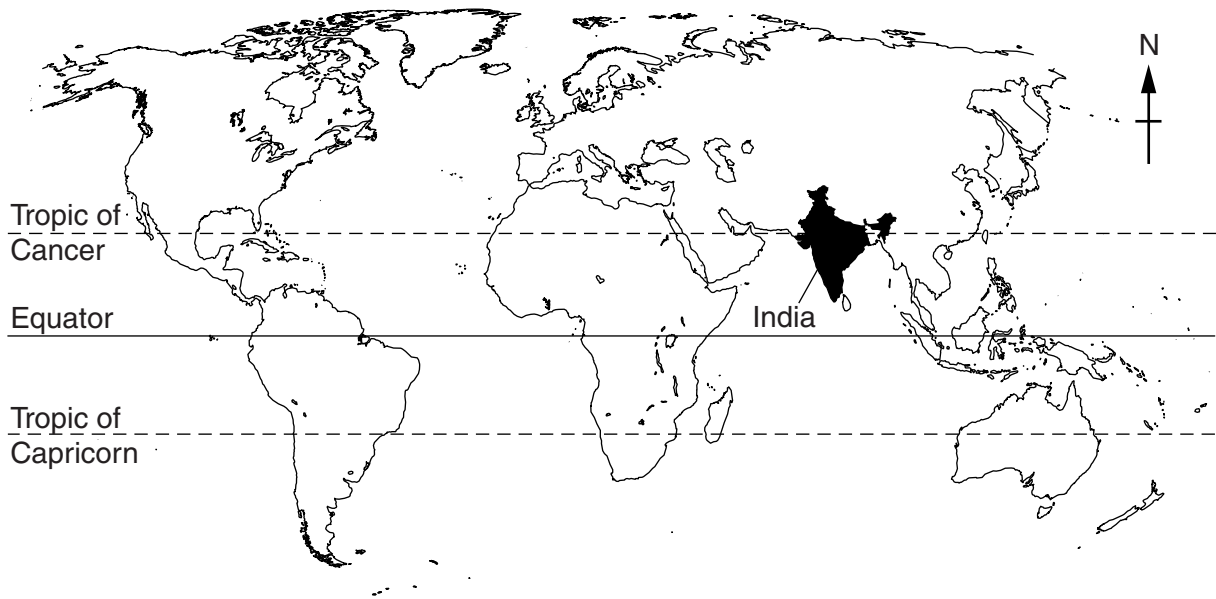 N
Tropic of
Cancer
Equator
India
Tropic of
Capricorn